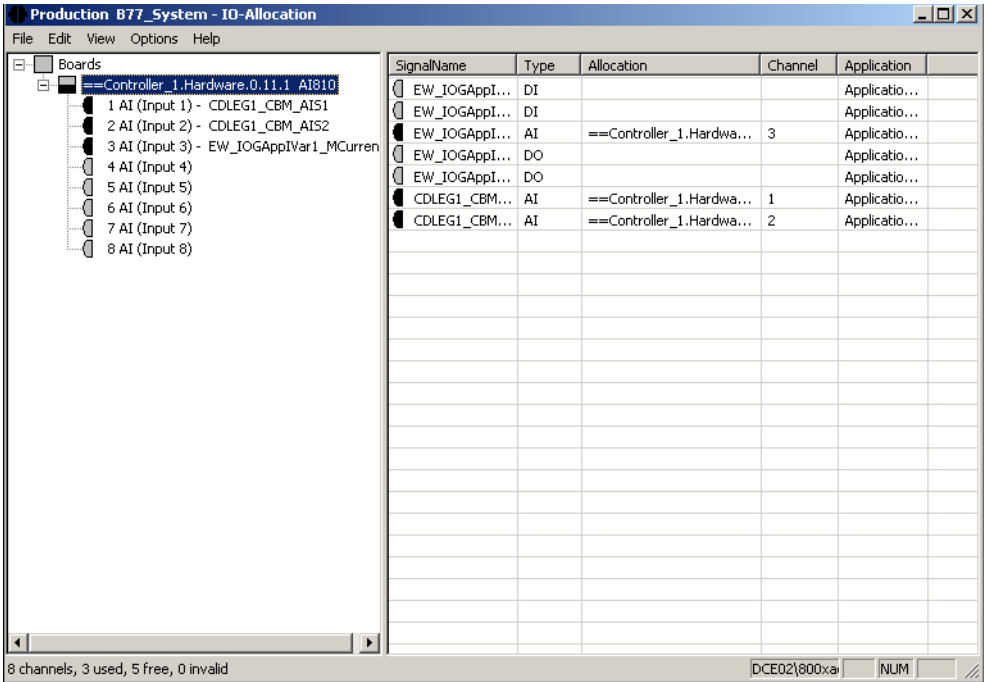 Production B77_System - IO-Allocation
File Edit View Options Help
Boards
==Controller_1.Hardware.0.11.1 AI810
1 AI (Input 1) - CDLEG1_CBM_AIS1
2 AI (Input 2) - CDLEG1_CBM_AIS2
3 AI (Input 3) - EW_IOGAppIVar1_MCurren
4 AI (Input 4)
5 AI (Input 5)
6 AI (Input 6)
7 AI (Input 7)
8 AI (Input 8)
SignalName Type Allocation Channel Application
EW_IOGAppI... DI Applicatio...
EW_IOGAppI... DI Applicatio...
EW_IOGAppI... AI ==Controller_1.Hardwa... 3 Applicatio...
EW_IOGAppI... DO Applicatio...
EW_IOGAppI... DO Applicatio...
CDLEG1_CBM... AI ==Controller_1.Hardwa... 1 Applicatio...
CDLEG1_CBM... AI ==Controller_1.Hardwa... 2 Applicatio...
8 channels, 3 used, 5 free, 0 invalid DCE02\800xa NUM